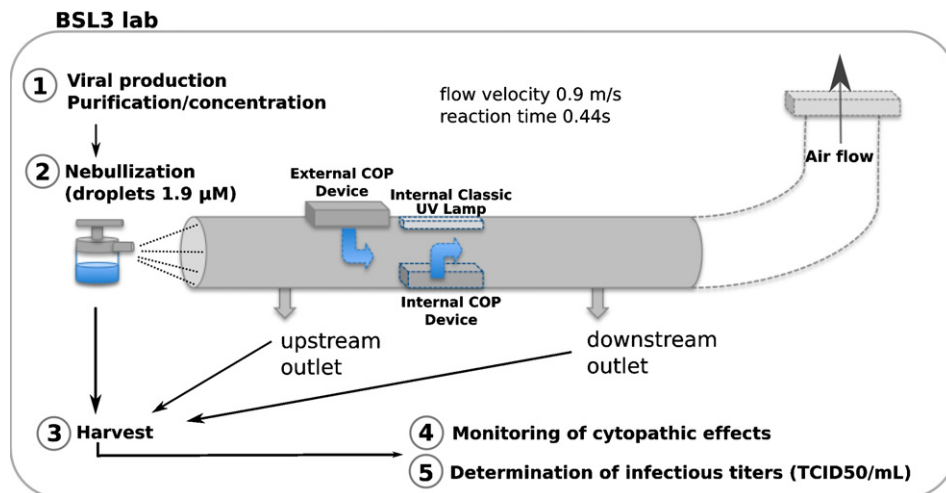 BSL3 lab
1 Viral production
Purification/concentration
flow velocity 0.9 m/s
reaction time 0.44s
2 Nebullization
(droplets 1.9 µM)
External COP
Device
Internal Classic
UV Lamp
Air flow
Internal COP
Device
upstream
outlet
downstream
outlet
3 Harvest
4 Monitoring of cytopathic effects
5 Determination of infectious titers (TCID50/mL)